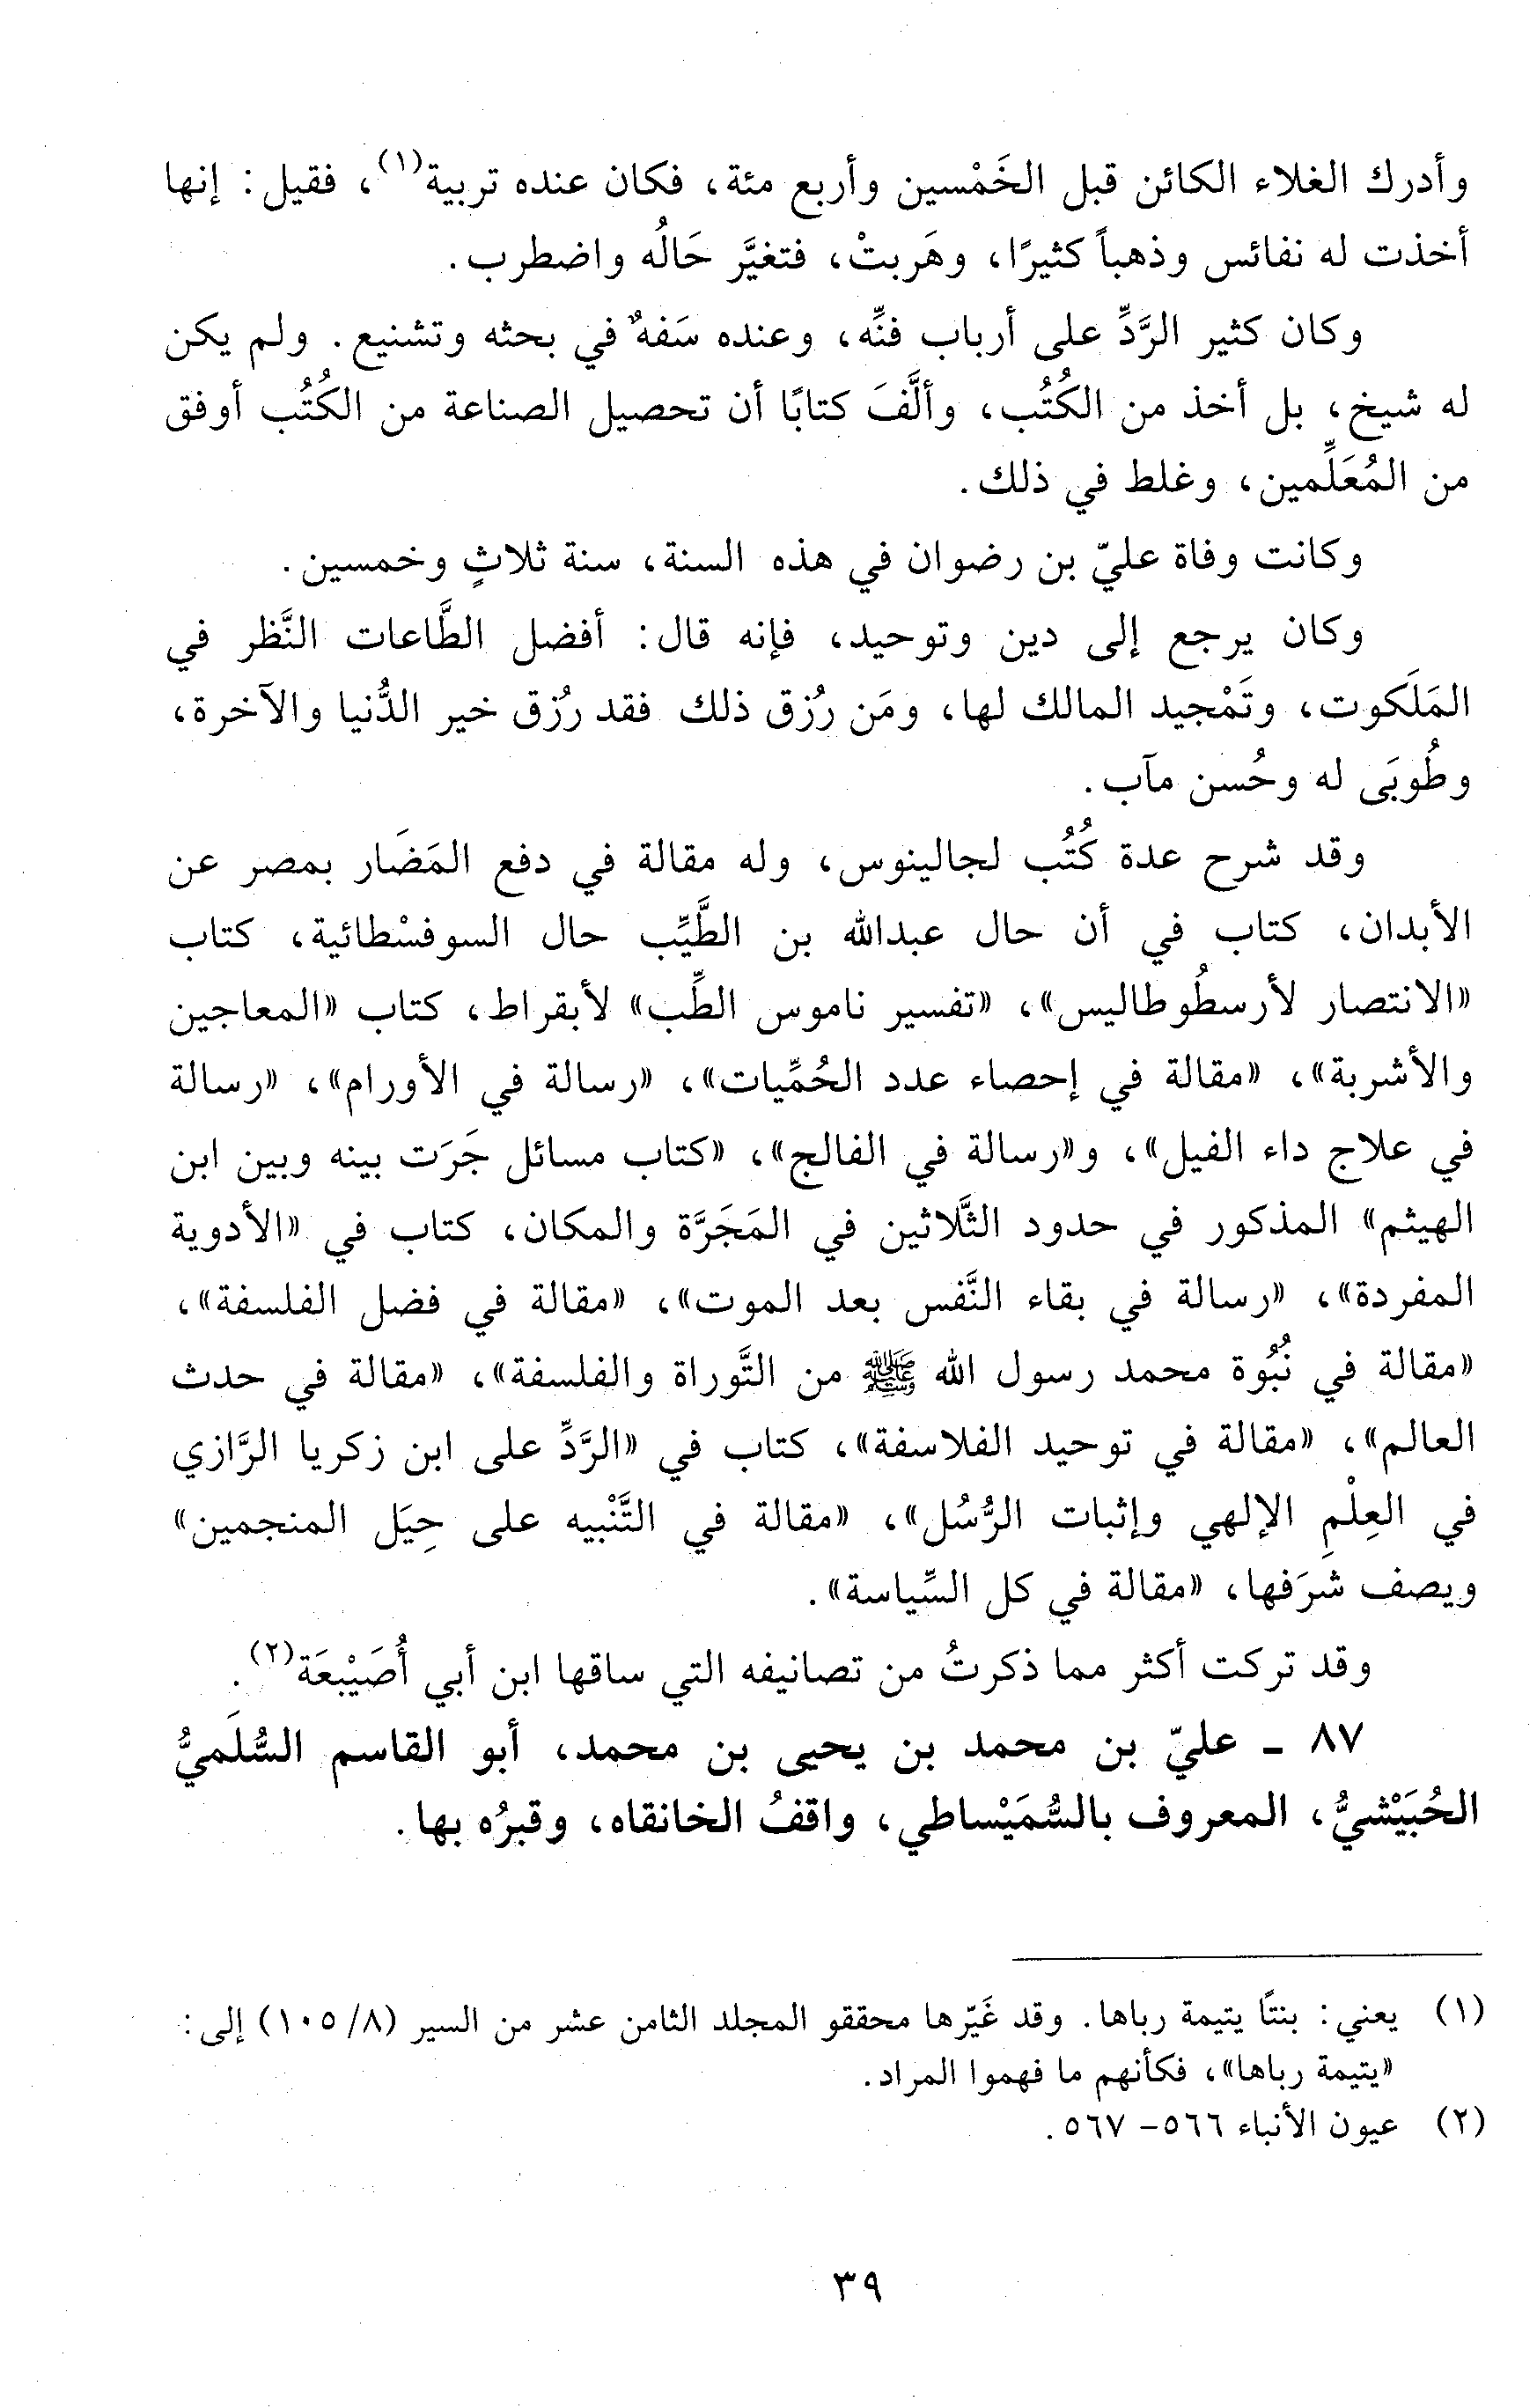 وأدرك الغلاء الكائن قبل الخَمْسين وأربع مئة، فكان عنده تربية(١)، فقيل: إنها
أخذت له نفائس وذهباً كثيرًا، وهَربتْ، فتغيَّر حَالُه واضطرب.
وكان كثير الرَّدِّ على أرباب فنِّه، وعنده سَفهٌ في بحثه وتشنيع. ولم يكن
له شيخ، بل أخذ من الكُتُب، وألَّفَ كتابًا أن تحصيل الصناعة من الكُتُب أوفق
من المُعَلِّمين، وغلط في ذلك.
وكانت وفاة عليّ بن رضوان في هذه السنة، سنة ثلاثٍ وخمسين.
وكان يرجع إلى دين وتوحيد، فإنه قال: أفضل الطَّاعات النَّظر في
المَلَكوت، وتَمْجيد المالك لها، ومَن رُزق ذلك فقد رُزق خير الدُّنيا والآخرة،
وطُوبَى له وحُسن مآب.
وقد شرح عدة كُتُب لجالينوس، وله مقالة في دفع المَضَار بمصر عن
الأبدان، كتاب في أن حال عبدالله بن الطَّيِّب حال السوفسْطائية، كتاب
«الانتصار لأرسطُوطاليس»، «تفسير ناموس الطِّب» لأبقراط، كتاب «المعاجين
والأشربة»، «مقالة في إحصاء عدد الحُمِّيات»، «رسالة في الأورام»، «رسالة
في علاج داء الفيل»، و«رسالة في الفالج»، «كتاب مسائل جَرَت بينه وبين ابن
الهيثم» المذكور في حدود الثَّلاثين في المَجَرَّة والمكان، كتاب في «الأدوية
المفردة»، «رسالة في بقاء النَّفس بعد الموت»، «مقالة في فضل الفلسفة»،
«مقالة في نُبُوة محمد رسول الله ﷺ من التَّوراة والفلسفة»، «مقالة في حدث
العالم»، «مقالة في توحيد الفلاسفة»، كتاب في «الرَّدِّ على ابن زكريا الرَّازي
في العِلْمِ الإلهي وإثبات الرُّسُل»، «مقالة في التَّنْبيه على حِيَل المنجمين»
ويصف شَرَفها، «مقالة في كل السِّياسة».
وقد تركت أكثر مما ذكرتُ من تصانيفه التي ساقها ابن أبي أُصَيْبعَة(٢).
٨٧ - عليّ بن محمد بن يحيى بن محمد، أبو القاسم السُّلَميُّ
الحُبَيْشيُّ، المعروف بالسُّمَيْساطي، واقفُ الخانقاه، وقبرُه بها.
(١) يعني: بنتًا يتيمة رباها. وقد غَيّرها محققو المجلد الثامن عشر من السير (٨/ ١٠٥) إلى:
«يتيمة رباها»، فكأنهم ما فهموا المراد.
(٢) عيون الأنباء ٥٦٦- ٥٦٧.
٣٩